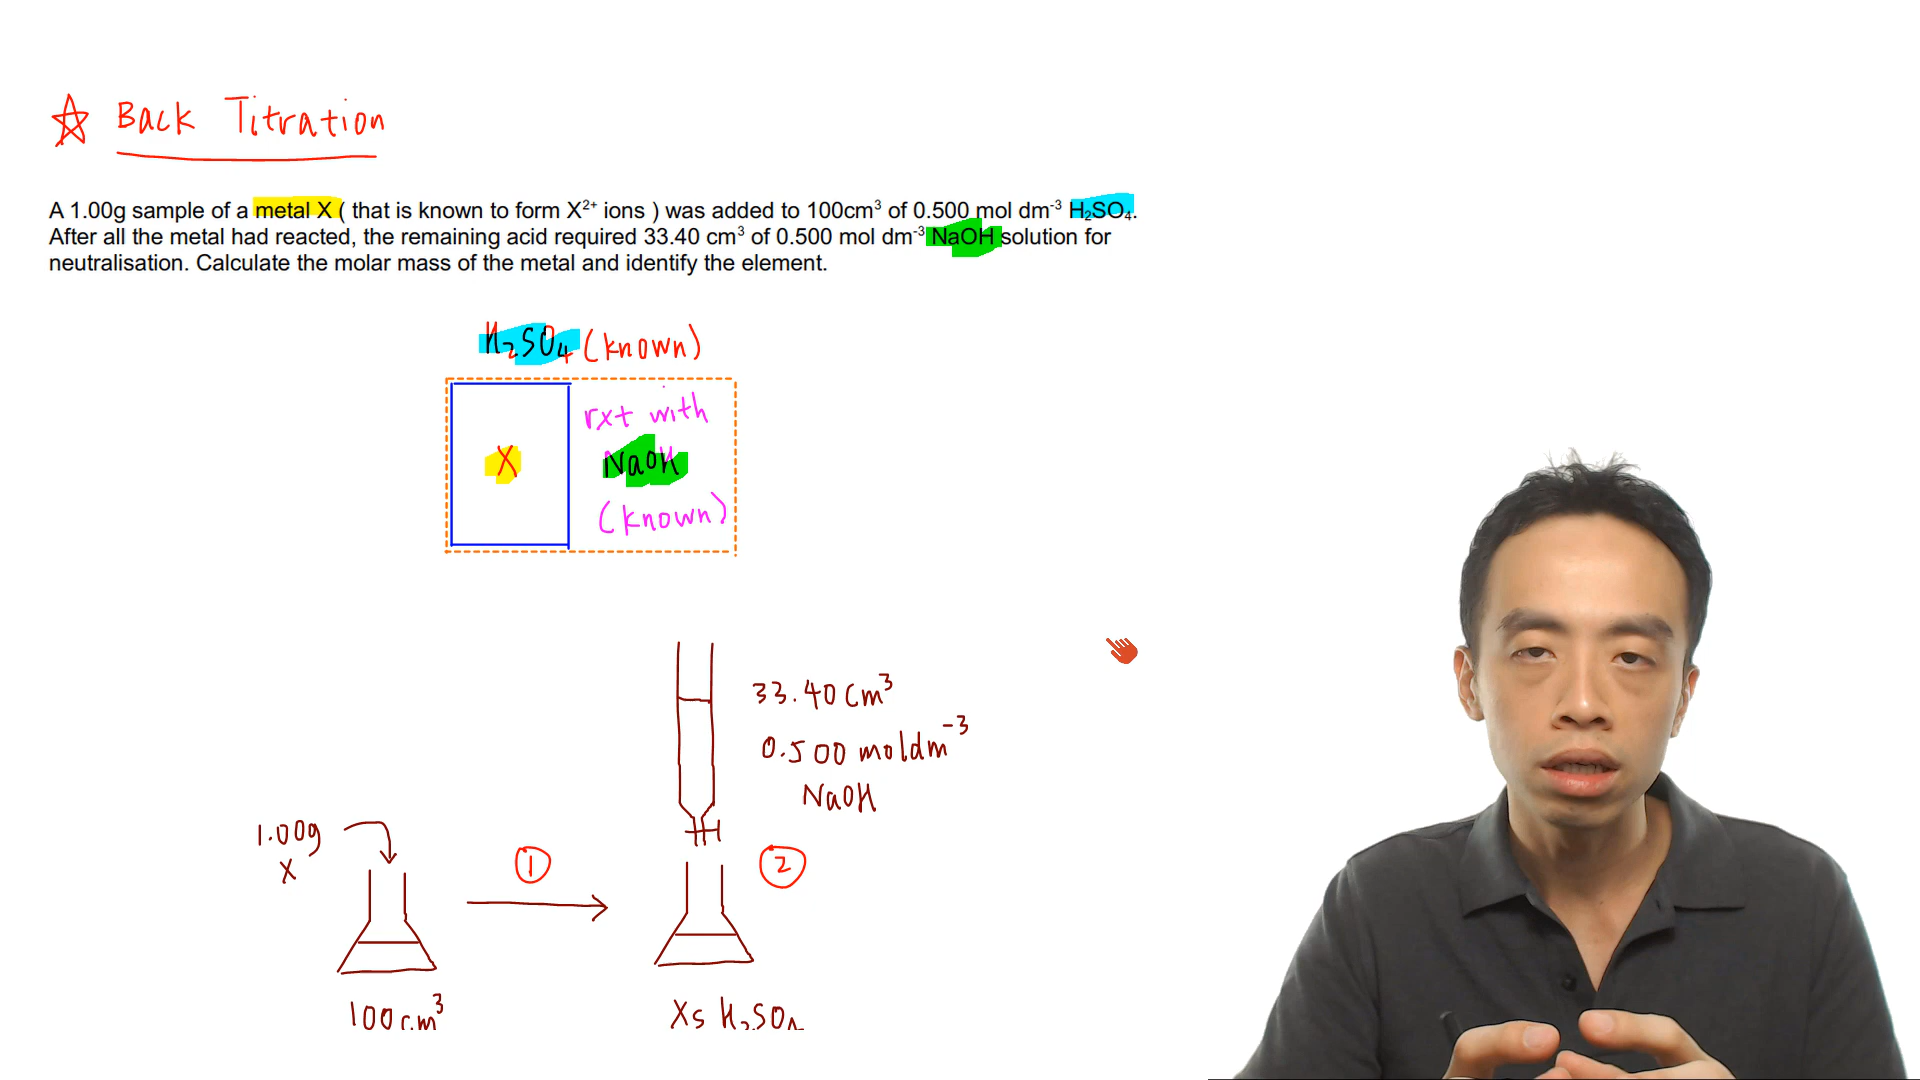 Back Titration
A 1.00g sample of a metal X ( that is known to form X²⁺ ions ) was added to 100cm³ of 0.500 mol dm⁻³ H₂SO₄.
After all the metal had reacted, the remaining acid required 33.40 cm³ of 0.500 mol dm⁻³ NaOH solution for
neutralisation. Calculate the molar mass of the metal and identify the element.
H₂SO₄ (known)
rxt with
X NaOH
(known)
33.40 cm³
0.500 moldm⁻³
NaOH
1.00g
X
1
2
100cm³
Xs H₂SO₄